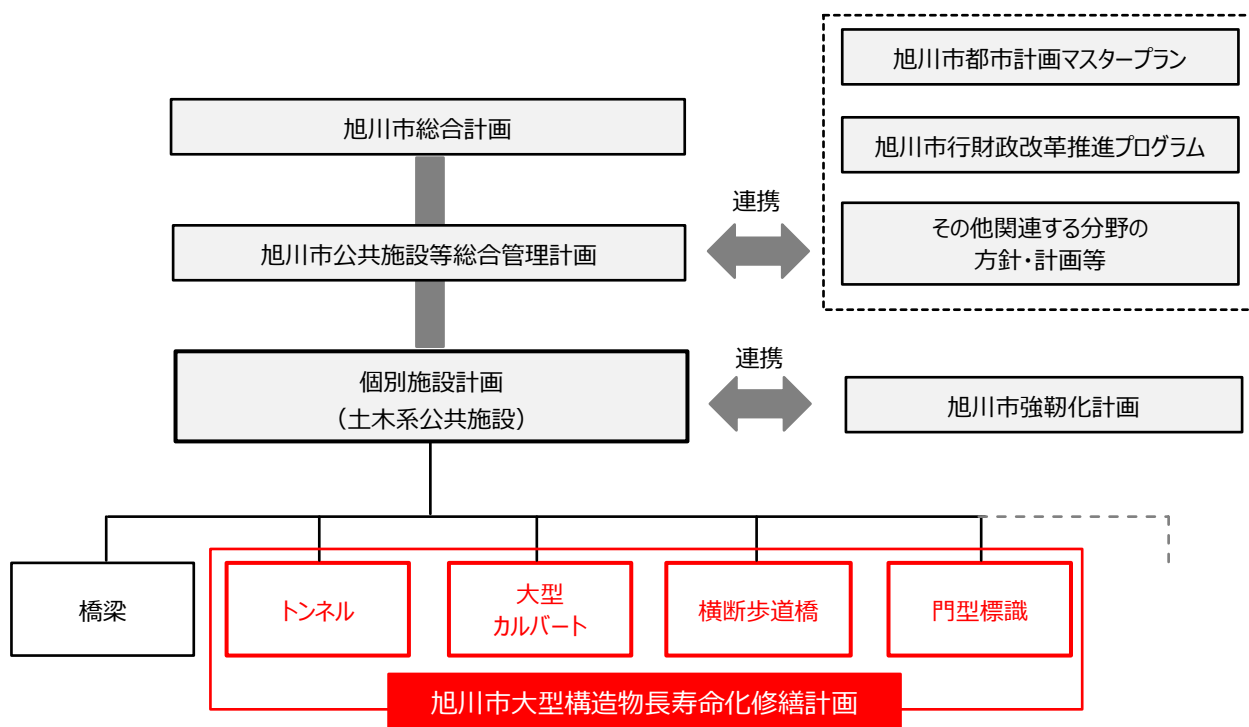 旭川市都市計画マスタープラン
旭川市総合計画
旭川市行財政改革推進プログラム
連携
旭川市公共施設等総合管理計画
その他関連する分野の
方針・計画等
連携
個別施設計画
（土木系公共施設）
旭川市強靭化計画
橋梁
トンネル
大型
カルバート
横断歩道橋
門型標識
旭川市大型構造物長寿命化修繕計画